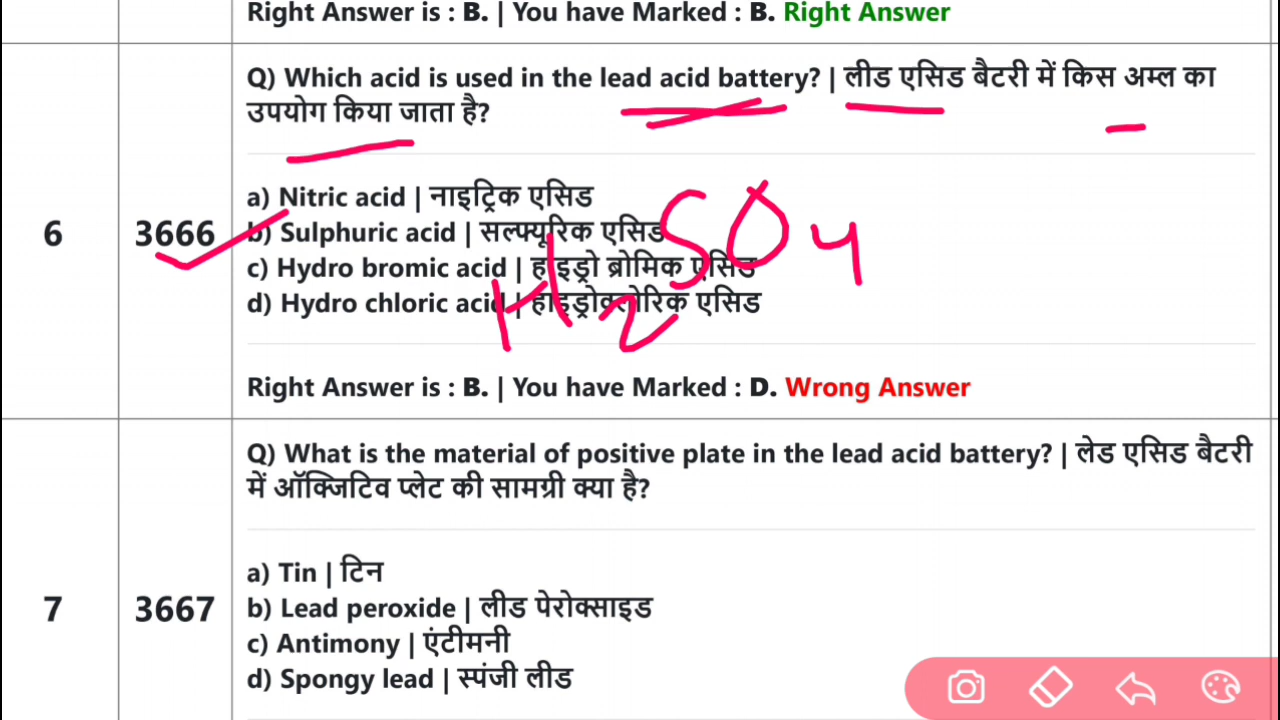 Right Answer is : B. | You have Marked : B. Right Answer
Q) Which acid is used in the lead acid battery? | लीड एसिड बैटरी में किस अम्ल का
उपयोग किया जाता है?
a) Nitric acid | नाइट्रिक एसिड
6 3666 b) Sulphuric acid | सल्फ्यूरिक एसिड
c) Hydro bromic acid | हाइड्रो ब्रोमिक एसिड
d) Hydro chloric acid | हाइड्रोक्लोरिक एसिड
H2SO4
Right Answer is : B. | You have Marked : D. Wrong Answer
Q) What is the material of positive plate in the lead acid battery? | लेड एसिड बैटरी
में ऑक्जिटिव प्लेट की सामग्री क्या है?
a) Tin | टिन
7 3667 b) Lead peroxide | लीड पेरोक्साइड
c) Antimony | एंटीमनी
d) Spongy lead | स्पंजी लीड